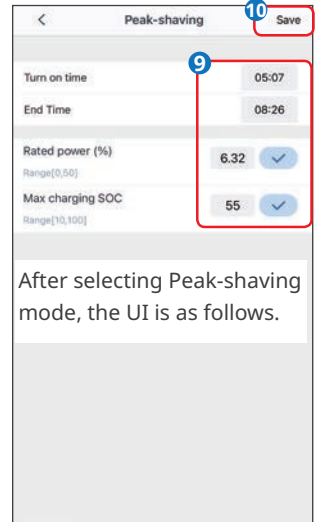 Peak-shaving
10
Save
9
Turn on time
05:07
End Time
08:26
Rated power (%)
6.32
Range[0,50]
Max charging SOC
55
Range[10,100]
After selecting Peak-shaving
mode, the UI is as follows.